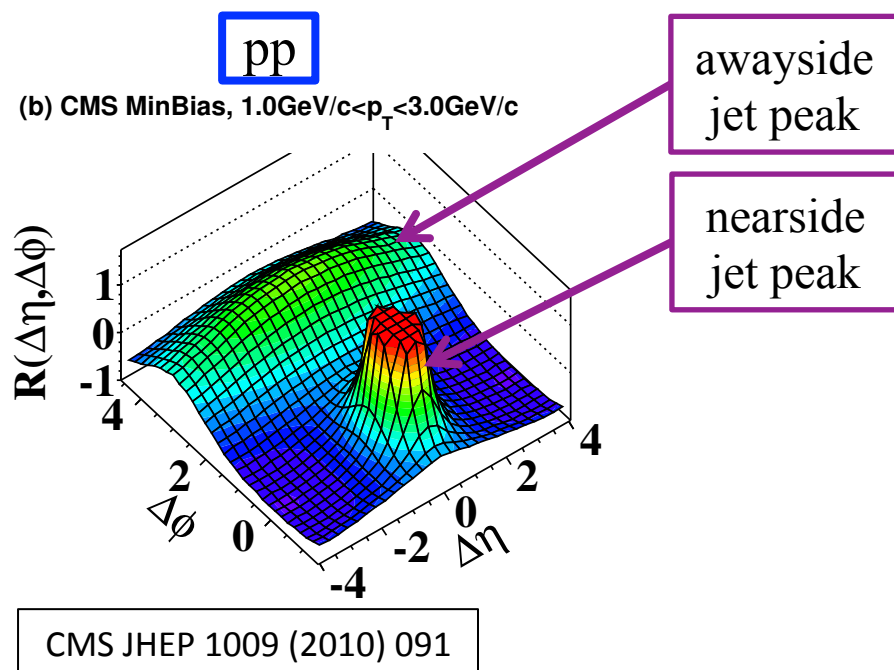 pp
(b) CMS MinBias, 1.0GeV/c<p_T<3.0GeV/c
awayside
jet peak
nearside
jet peak
R(Δη,Δϕ)
1
0
-1
4
2
0
Δϕ
-4
-2
0
2
4
Δη
CMS JHEP 1009 (2010) 091